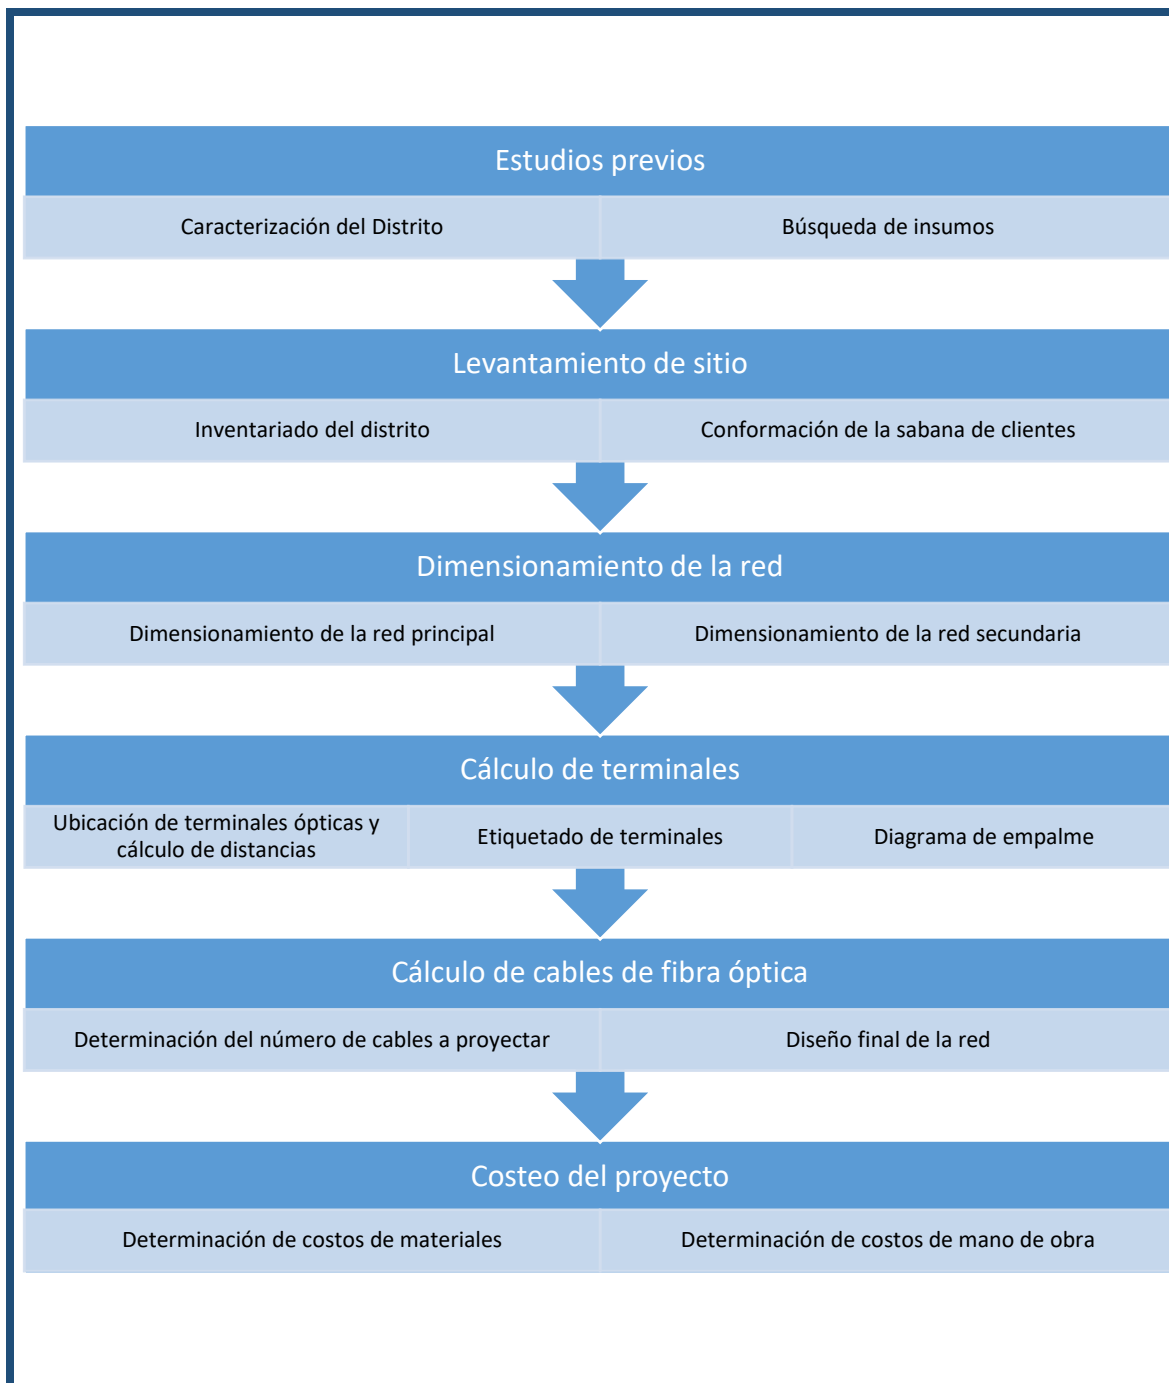 Estudios previos
Caracterización del Distrito
Búsqueda de insumos
Levantamiento de sitio
Inventariado del distrito
Conformación de la sabana de clientes
Dimensionamiento de la red
Dimensionamiento de la red principal
Dimensionamiento de la red secundaria
Cálculo de terminales
Ubicación de terminales ópticas y
cálculo de distancias
Etiquetado de terminales
Diagrama de empalme
Cálculo de cables de fibra óptica
Determinación del número de cables a proyectar
Diseño final de la red
Costeo del proyecto
Determinación de costos de materiales
Determinación de costos de mano de obra